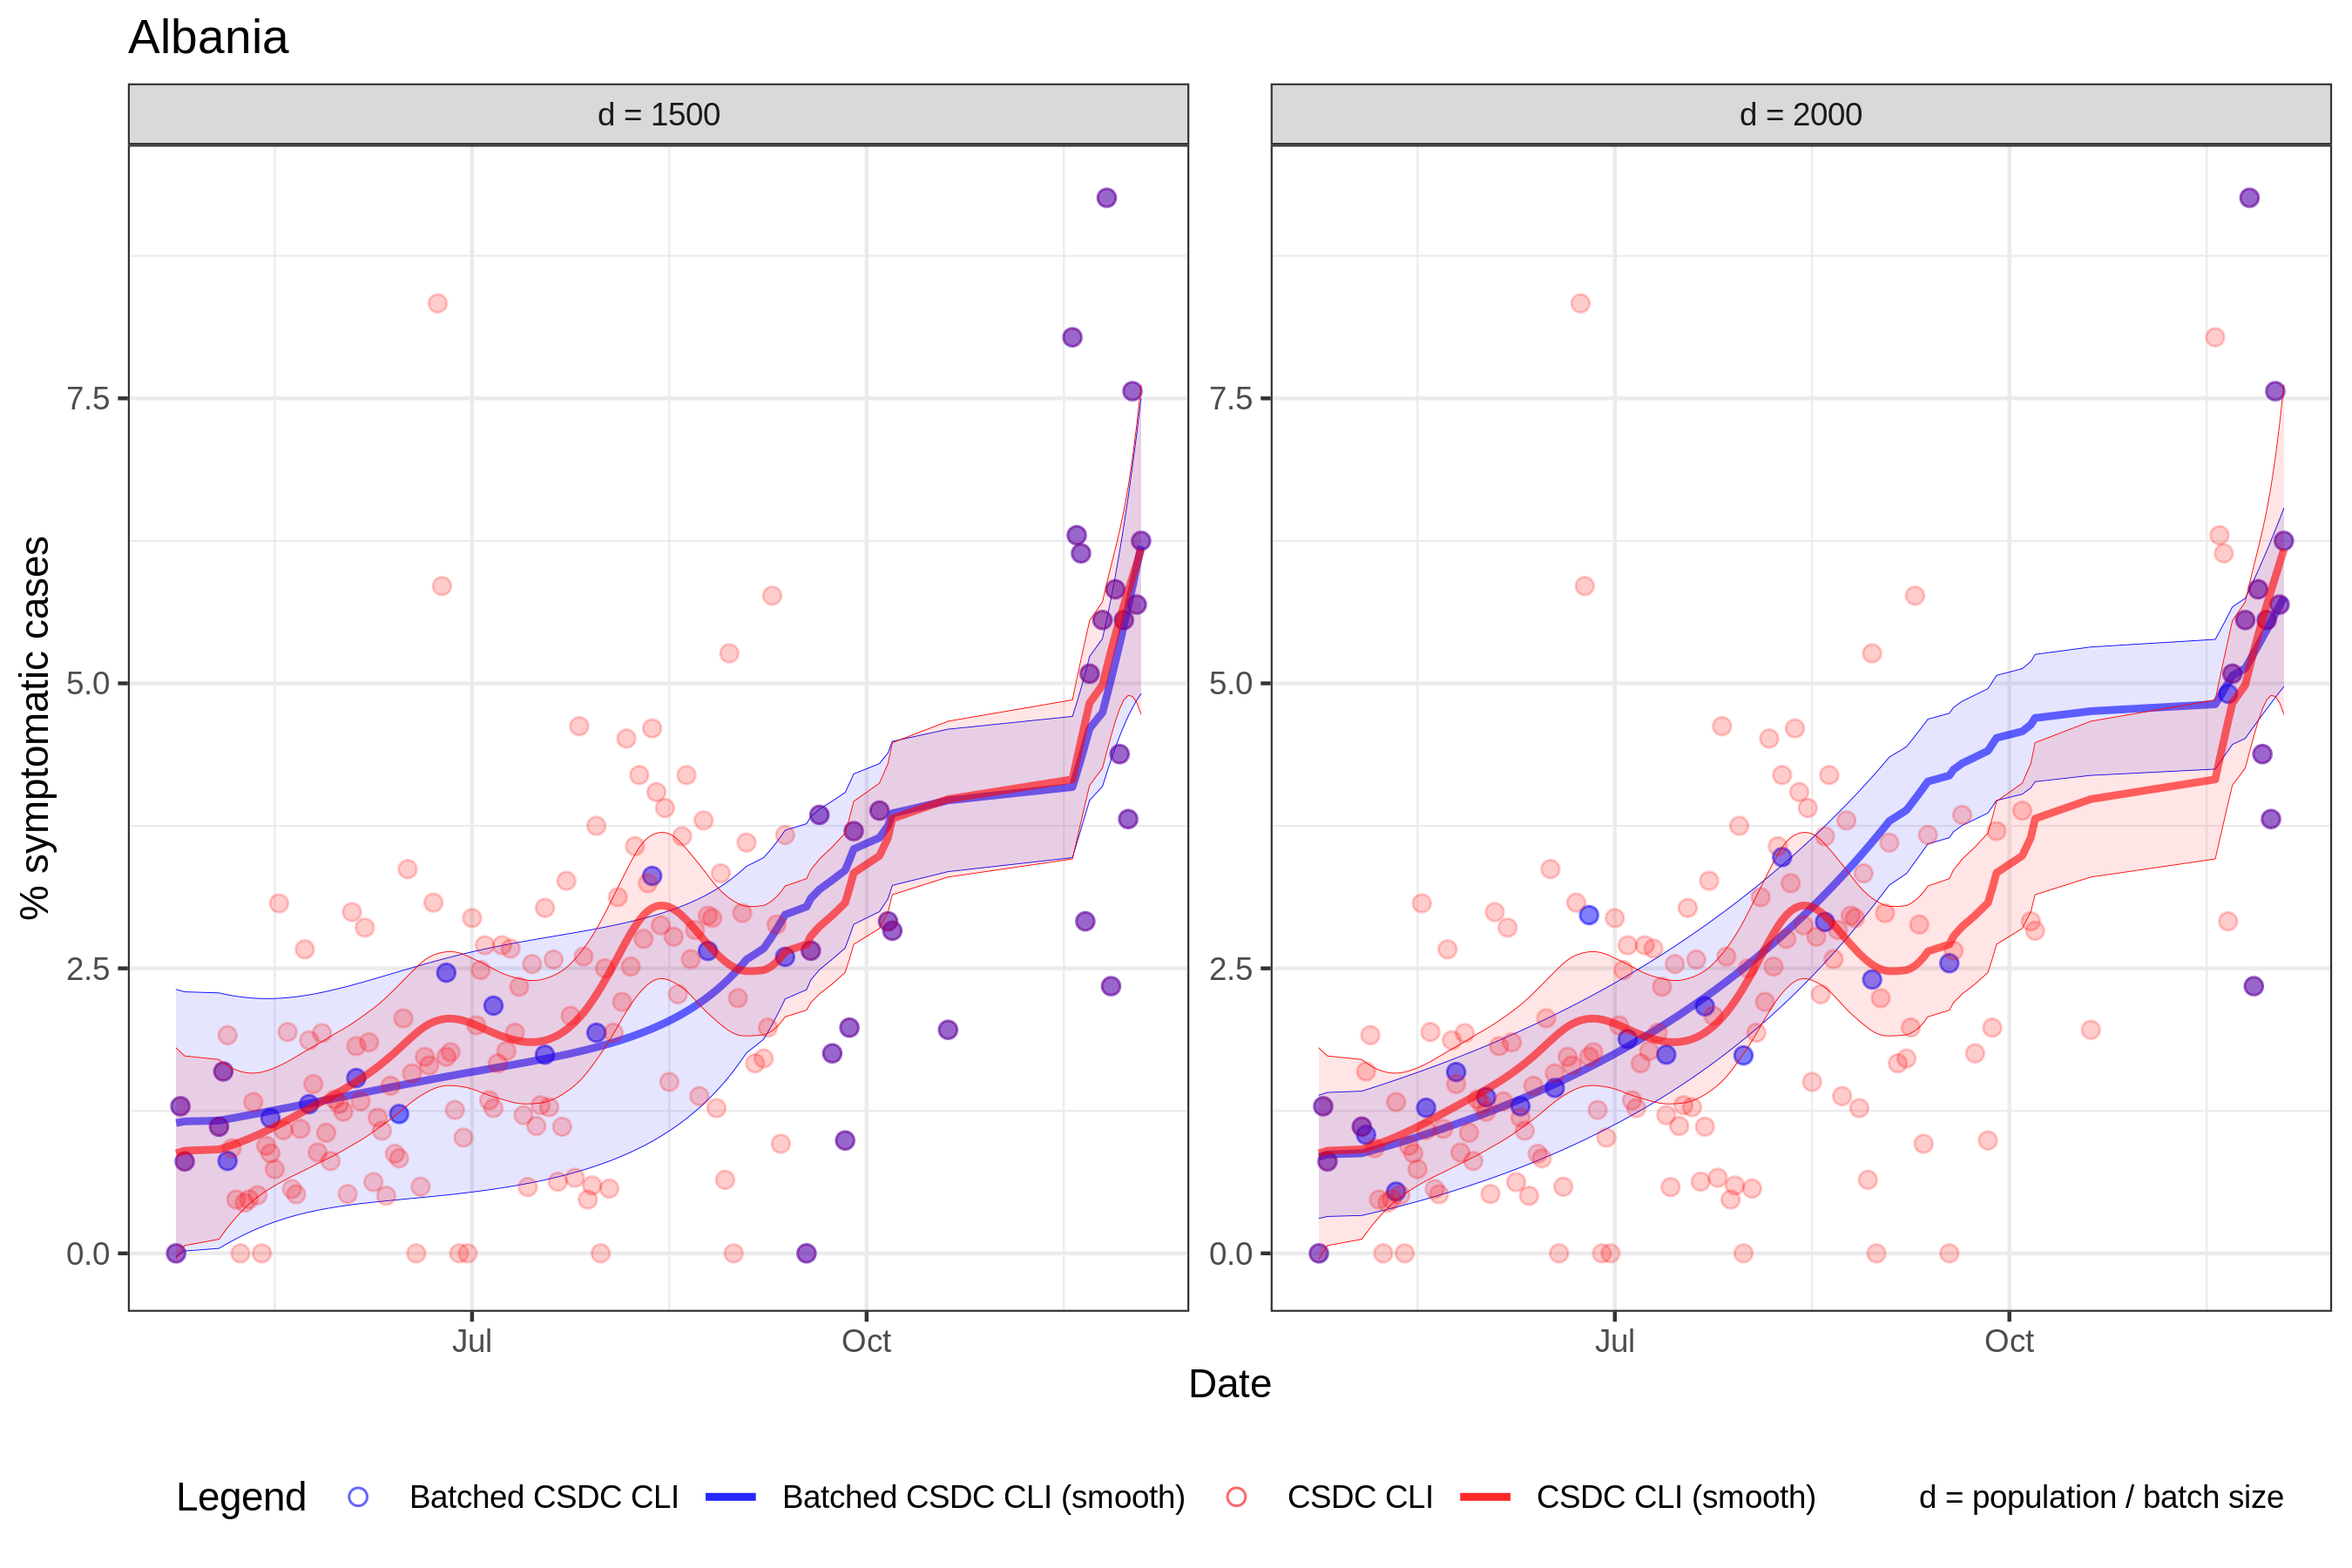 Albania
d = 1500
d = 2000
% symptomatic cases
7.5
5.0
2.5
0.0
7.5
5.0
2.5
0.0
Jul
Oct
Jul
Oct
Date
Legend
Batched CSDC CLI
Batched CSDC CLI (smooth)
CSDC CLI
CSDC CLI (smooth)
d = population / batch size